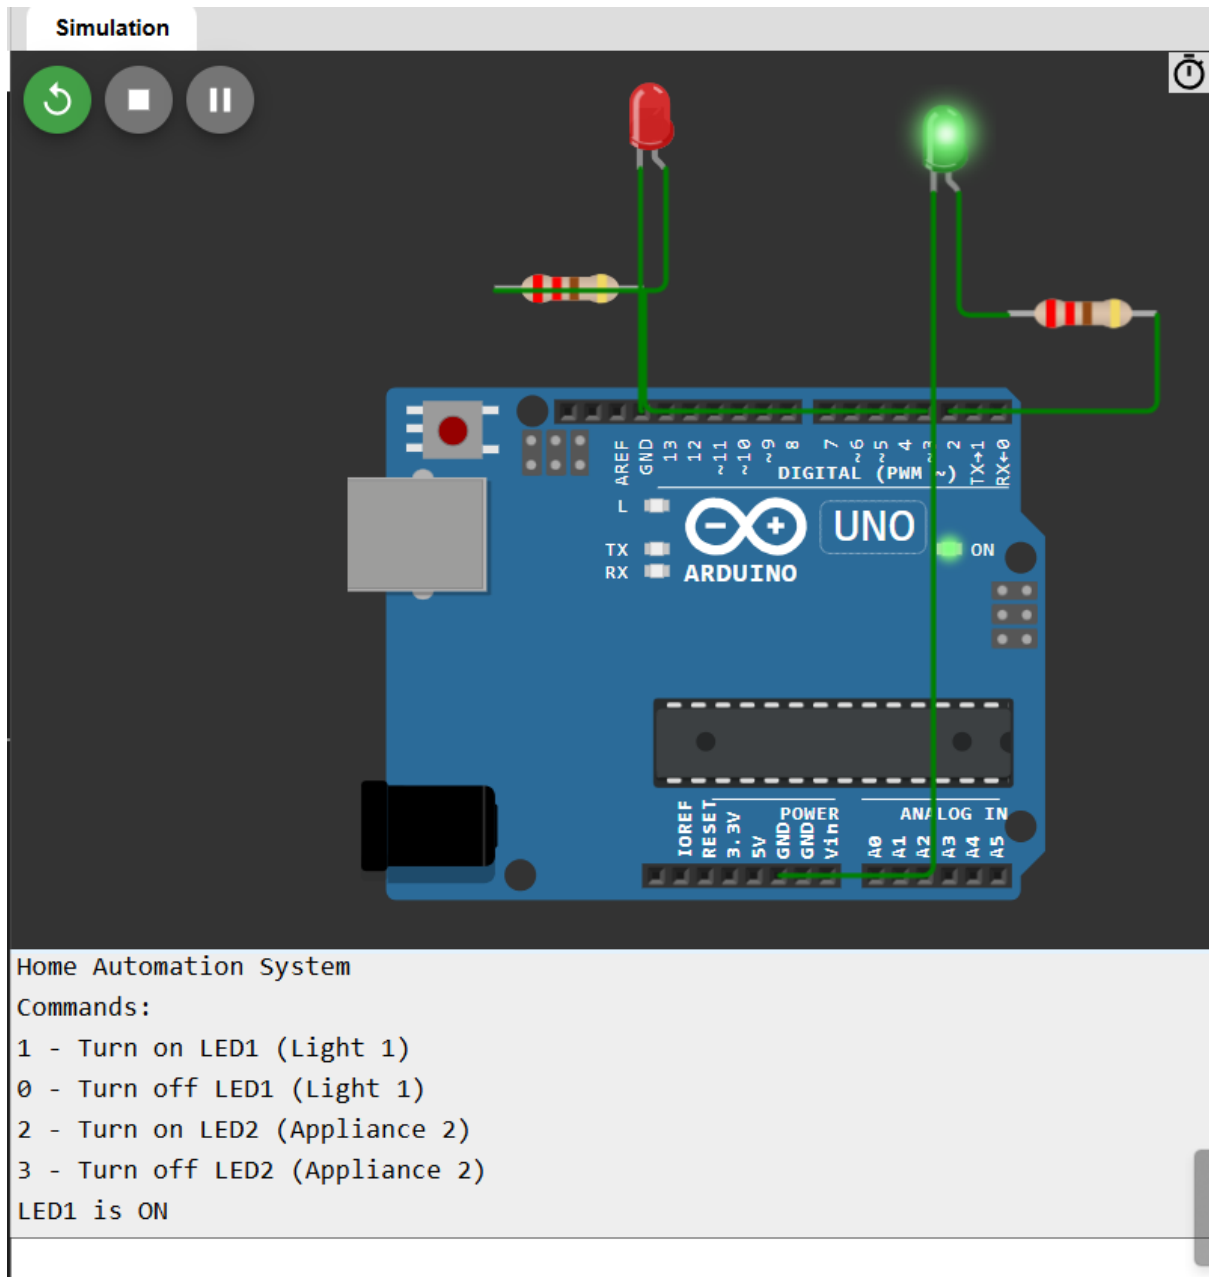 Simulation
AREF
GND
13
12
~11
~10
~9
8
7
~6
~5
4
~3
2
TX→1
RX←0
DIGITAL (PWM ~)
L
TX
RX
UNO
ON
ARDUINO
IOREF
RESET
3.3V
5V
GND
GND
Vin
POWER
ANALOG IN
A0
A1
A2
A3
A4
A5
Home Automation System
Commands:
1 - Turn on LED1 (Light 1)
0 - Turn off LED1 (Light 1)
2 - Turn on LED2 (Appliance 2)
3 - Turn off LED2 (Appliance 2)
LED1 is ON